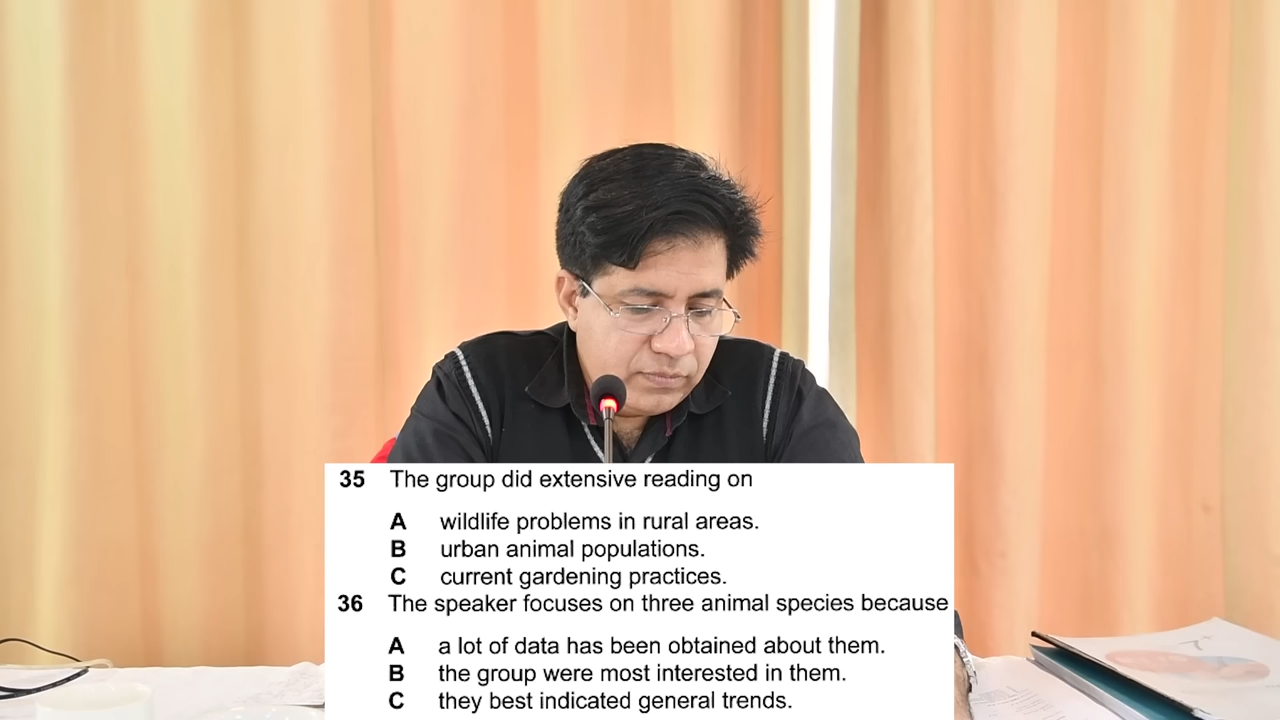 35 The group did extensive reading on
A wildlife problems in rural areas.
B urban animal populations.
C current gardening practices.
36 The speaker focuses on three animal species because
A a lot of data has been obtained about them.
B the group were most interested in them.
C they best indicated general trends.